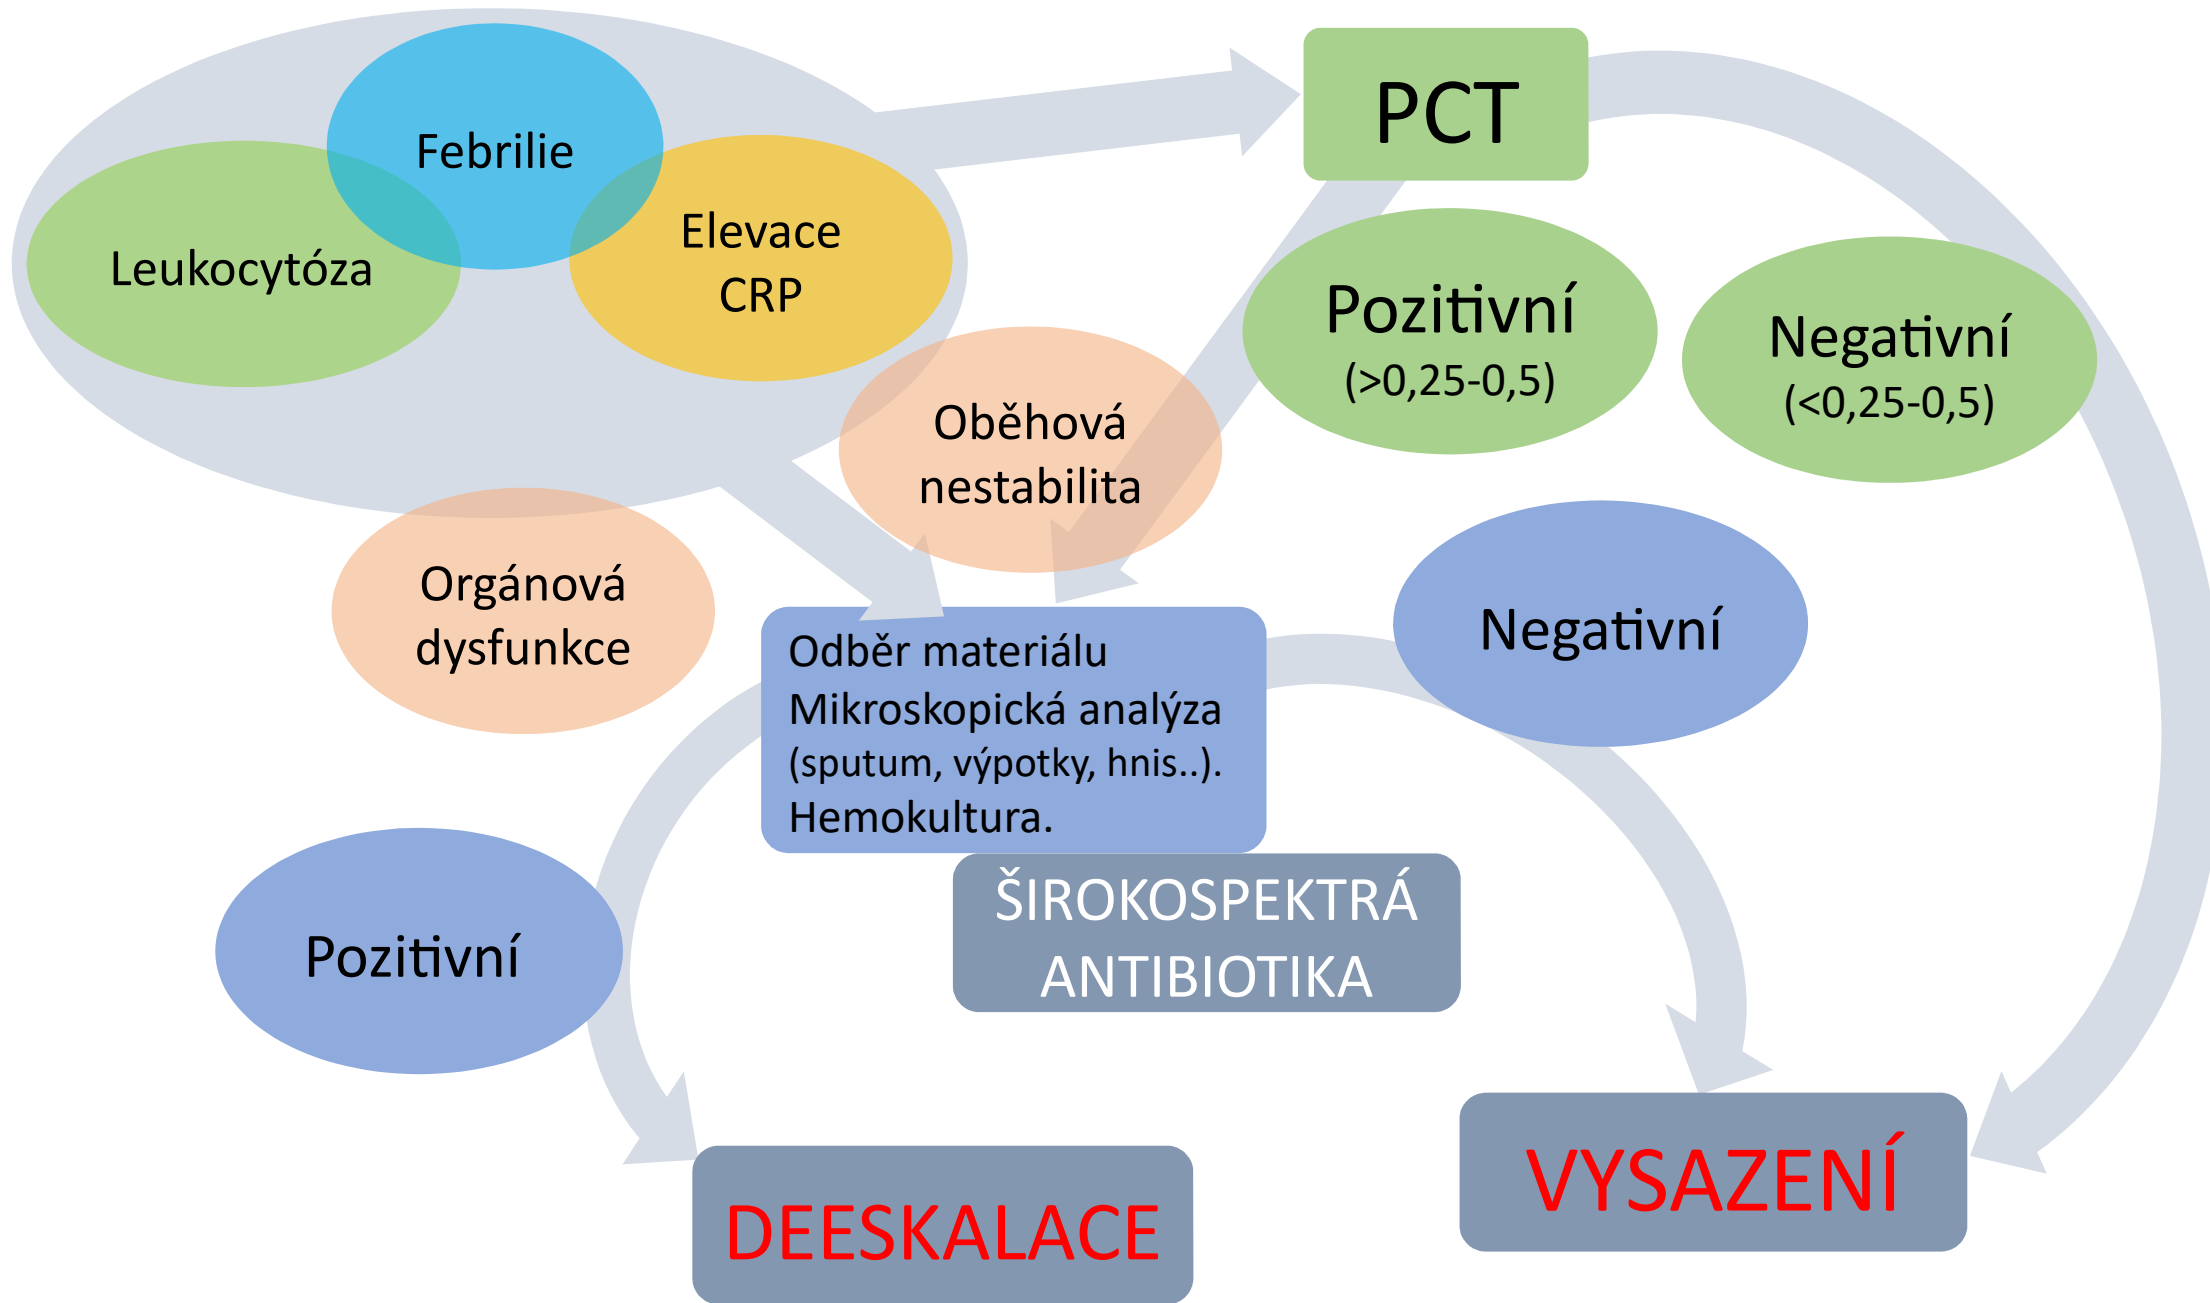 Febrilie
Leukocytóza
Elevace
CRP
PCT
Pozitivní
(>0,25-0,5)
Negativní
(<0,25-0,5)
Oběhová
nestabilita
Orgánová
dysfunkce
Odběr materiálu
Mikroskopická analýza
(sputum, výpotky, hnis..).
Hemokultura.
Negativní
ŠIROKOSPEKTRÁ
ANTIBIOTIKA
Pozitivní
DEESKALACE
VYSAZENÍ